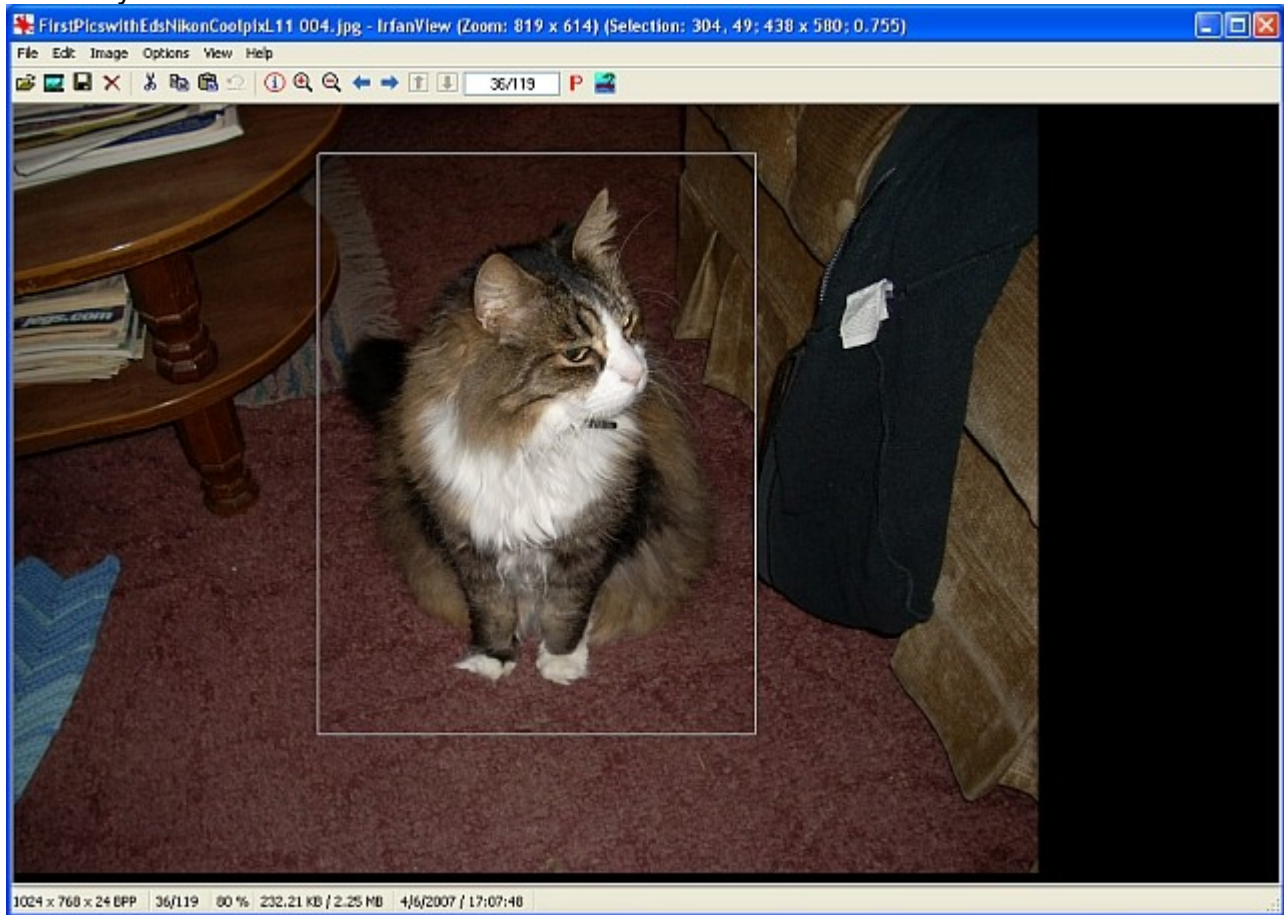 FirstPicswithEdsNikonCoolpixL11 004.jpg - IrfanView (Zoom: 819 x 614) (Selection: 304, 49; 438 x 580; 0.755)
File Edit Image Options View Help
36/119 P
jegs.com
1024 x 768 x 24 BPP 36/119 80 % 232.21 KB / 2.25 MB 4/6/2007 / 17:07:48